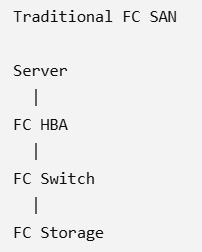 Traditional FC SAN
Server
|
FC HBA
|
FC Switch
|
FC Storage